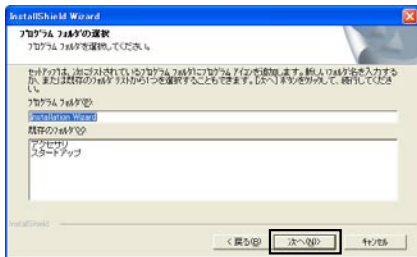 InstallShield Wizard
プログラム フォルダの選択
プログラム フォルダを選択してください。
セットアップは、次にリストされているプログラム フォルダにプログラム アイコンを追加します。新しいフォルダ名を入力する
か、または既存のフォルダ リストから1つを選択することもできます。[次へ] ボタンをクリックして、続行してくださ
い。
プログラム フォルダ(P):
Installation Wizard
既存のフォルダ(X):
アクセサリ
スタートアップ
InstallShield
< 戻る(B)
次へ(N) >
キャンセル